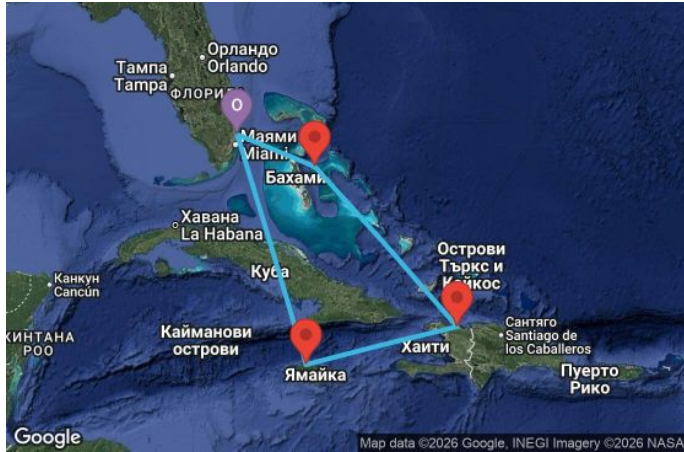 Орландо
Orlando
Тампа
Tampa
ФЛОРИДА
O
Маями
Miami
Бахами
Хавана
La Habana
Канкун
Cancún
Куба
Острови
Търкс и
Кайкос
КИНТАНА
РОО
Кайманови
острови
Ямайка
Хаити
Сантяго
Santiago de
los Caballeros
Пуерто
Рико
Google
Map data ©2026 Google, INEGI Imagery ©2026 NASA